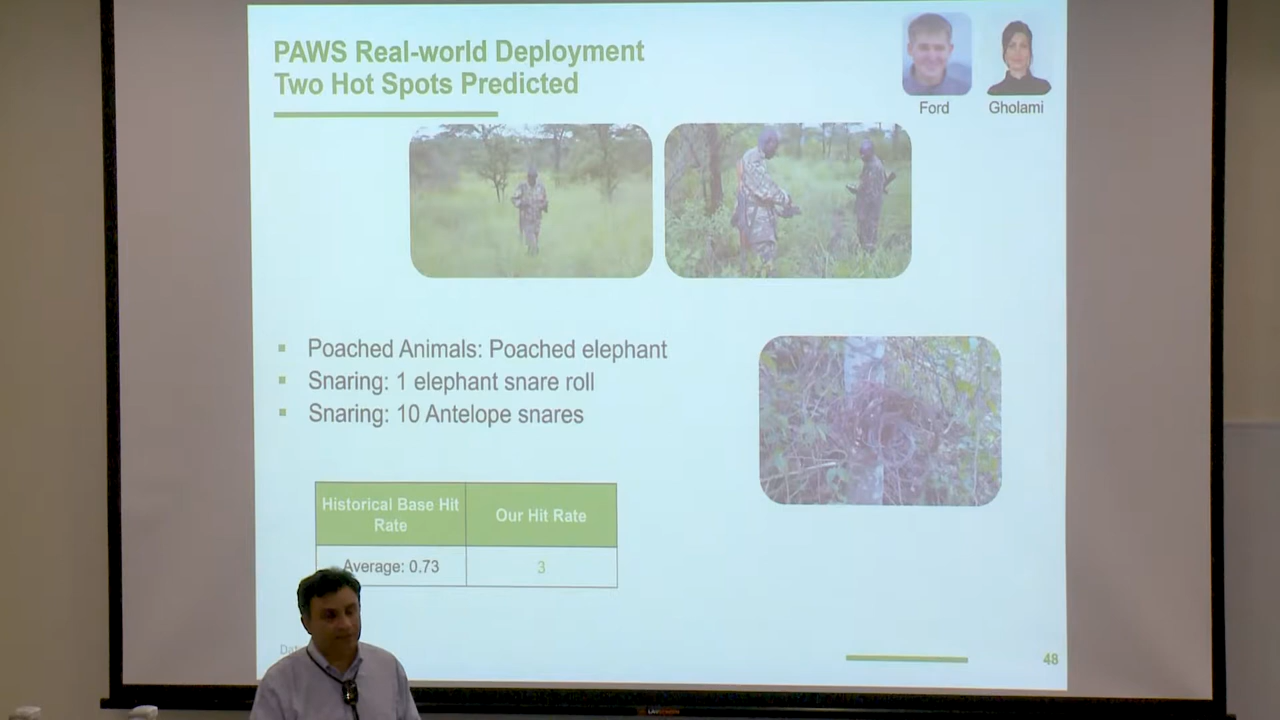 PAWS Real-world Deployment
Two Hot Spots Predicted
Ford
Gholami
▪ Poached Animals: Poached elephant
▪ Snaring: 1 elephant snare roll
▪ Snaring: 10 Antelope snares
Historical Base Hit
Rate
Our Hit Rate
Average: 0.73
3
48